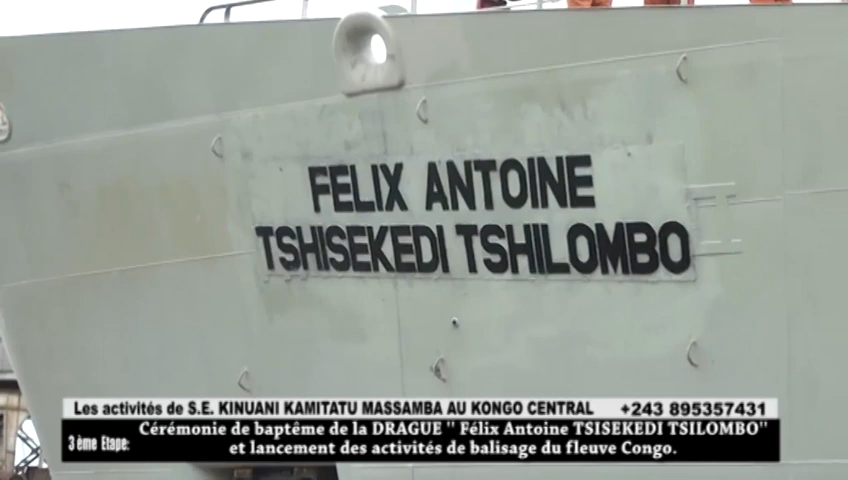 FELIX ANTOINE
TSHISEKEDI TSHILOMBO
Les activités de S.E. KINUANI KAMITATU MASSAMBA AU KONGO CENTRAL +243 895357431
3 ème Etape: Cérémonie de baptême de la DRAGUE " Félix Antoine TSISEKEDI TSILOMBO"
et lancement des activités de balisage du fleuve Congo.